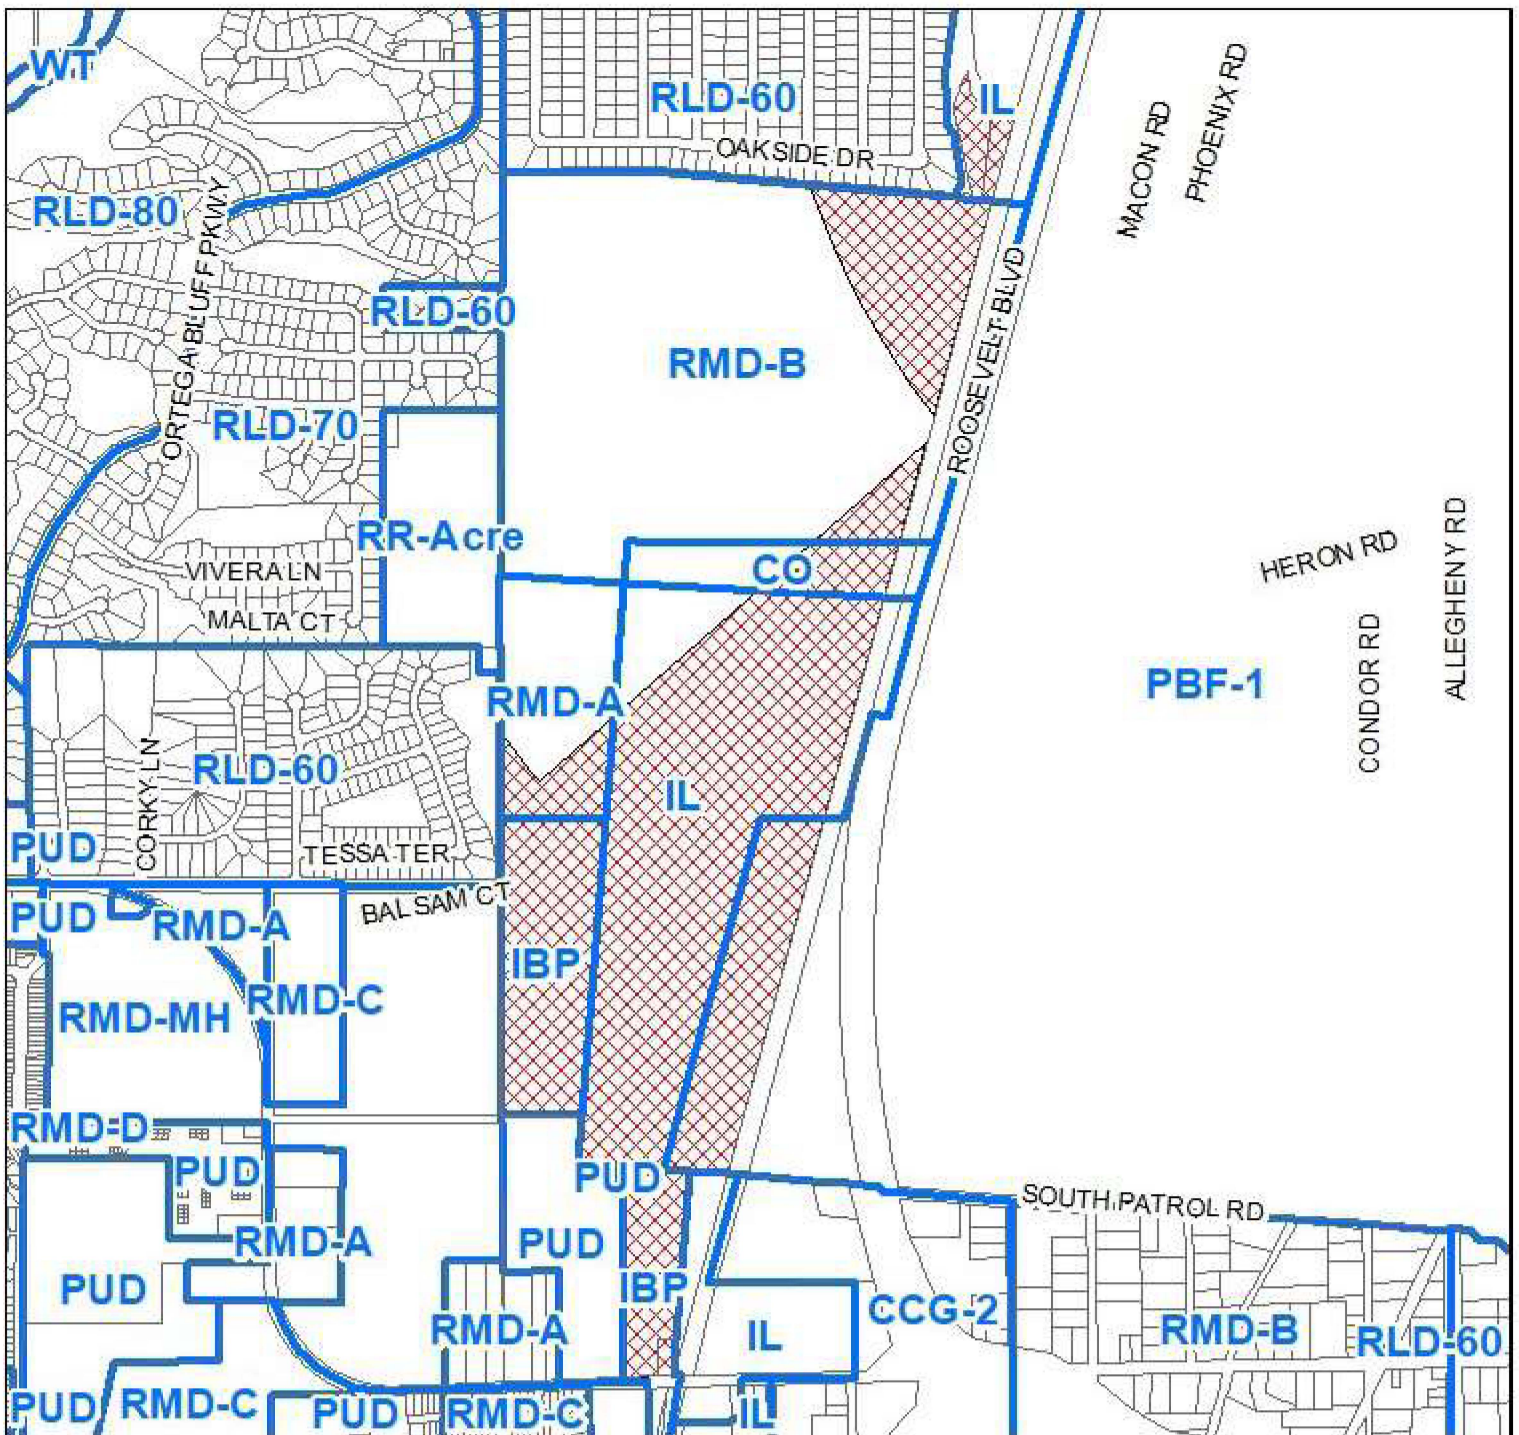 WT
RLD-60
IL
OAKSIDE DR
MACON RD
PHOENIX RD
RLD-80
ORTEGA BLUFF PKWY
RLD-60
RMD-B
ROOSEVELT BLVD
RLD-70
RR-Acre
VIVERA LN
MALTA CT
CO
HERON RD
ALLEGHENY RD
CONDOR RD
PBF-1
RMD-A
RLD-60
CORKY LN
IL
PUD
TESSA TER
BALSAM CT
PUD
RMD-A
IBP
RMD-C
RMD-MH
RMD-D
PUD
PUD
SOUTH PATROL RD
RMD-A
PUD
PUD
IBP
CCG-2
RMD-A
IL
RMD-B
RLD-60
PUD
RMD-C
PUD
RMD-C
IL